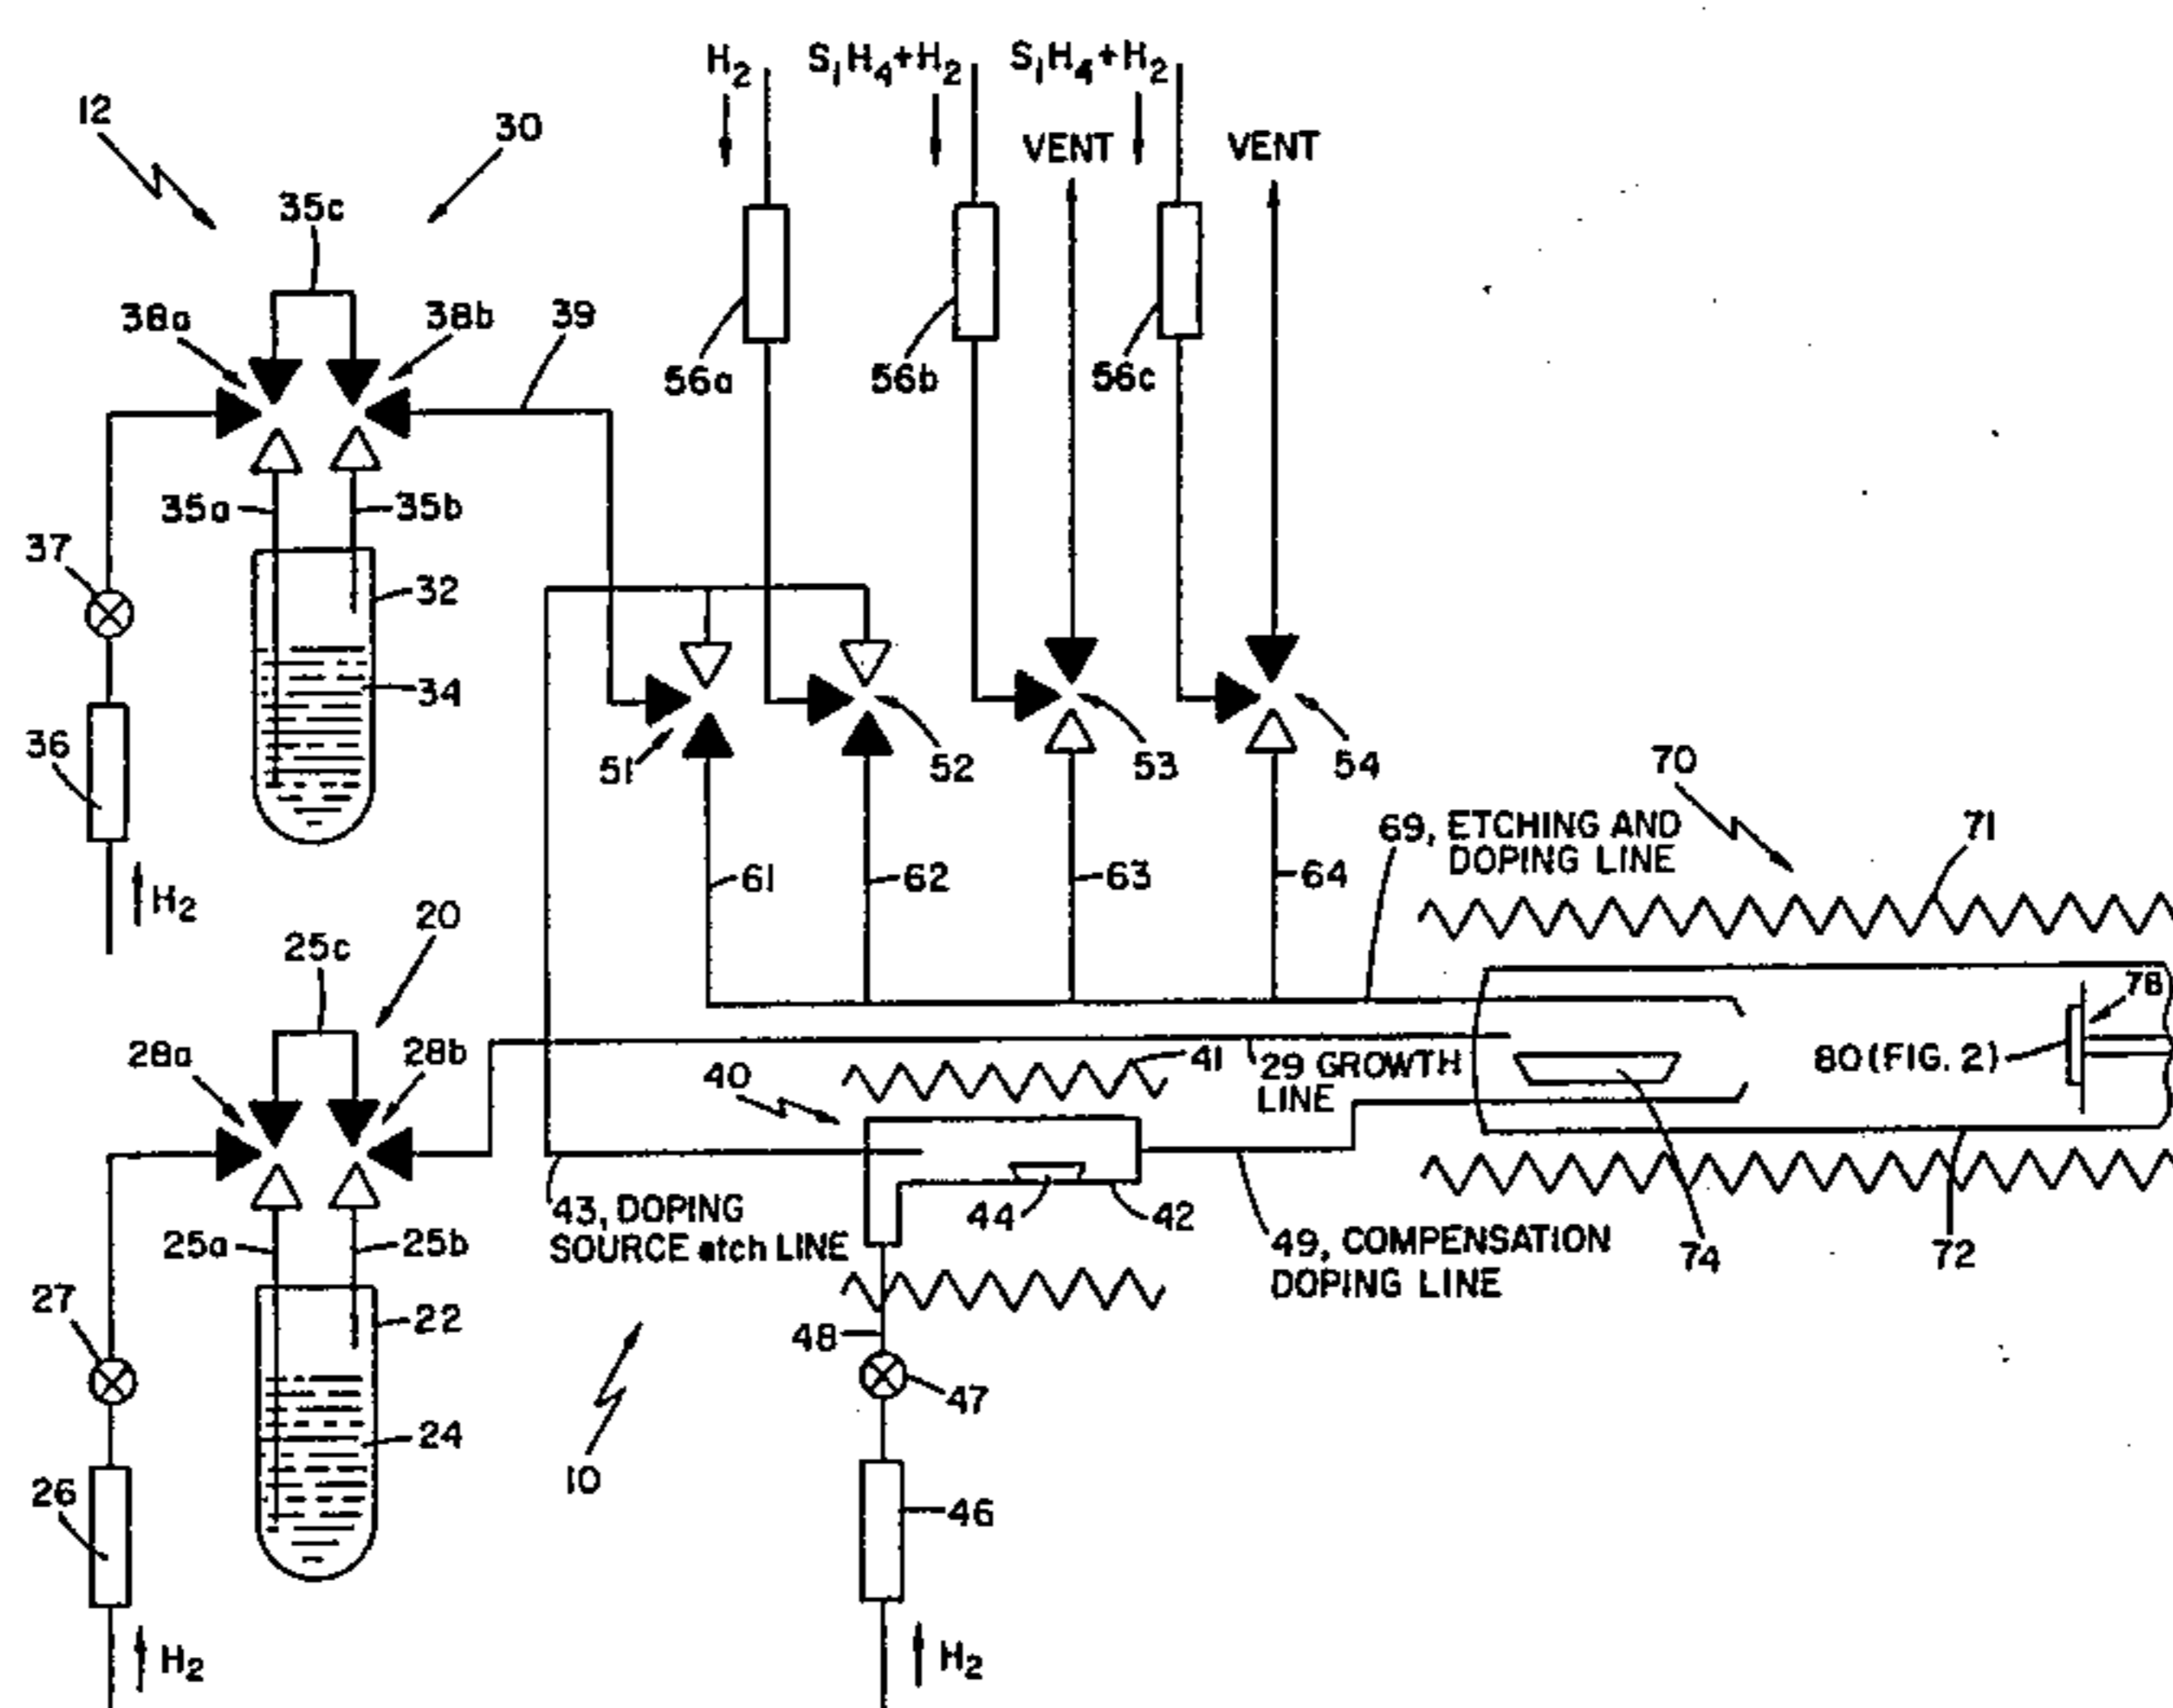 H2
SiH4+H2
SiH4+H2
12
30
VENT
VENT
35c
38a
38b
39
56a
56b
56c
35a
35b
37
32
34
36
51
52
53
54
70
H2
61
62
63
64
69, ETCHING AND
DOPING LINE
71
20
25c
28a
28b
78
40
41
29 GROWTH
LINE
80 (FIG. 2)
25a
25b
43, DOPING
SOURCE etch LINE
44
42
49, COMPENSATION
DOPING LINE
74
72
27
22
48
47
24
10
26
46
H2
H2